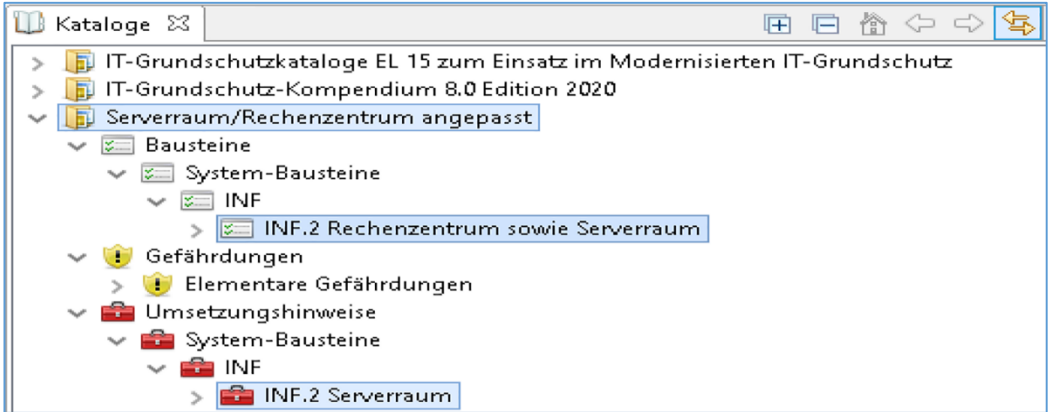 Kataloge
IT-Grundschutzkataloge EL 15 zum Einsatz im Modernisierten IT-Grundschutz
IT-Grundschutz-Kompendium 8.0 Edition 2020
Serverraum/Rechenzentrum angepasst
Bausteine
System-Bausteine
INF
INF.2 Rechenzentrum sowie Serverraum
Gefährdungen
Elementare Gefährdungen
Umsetzungshinweise
System-Bausteine
INF
INF.2 Serverraum